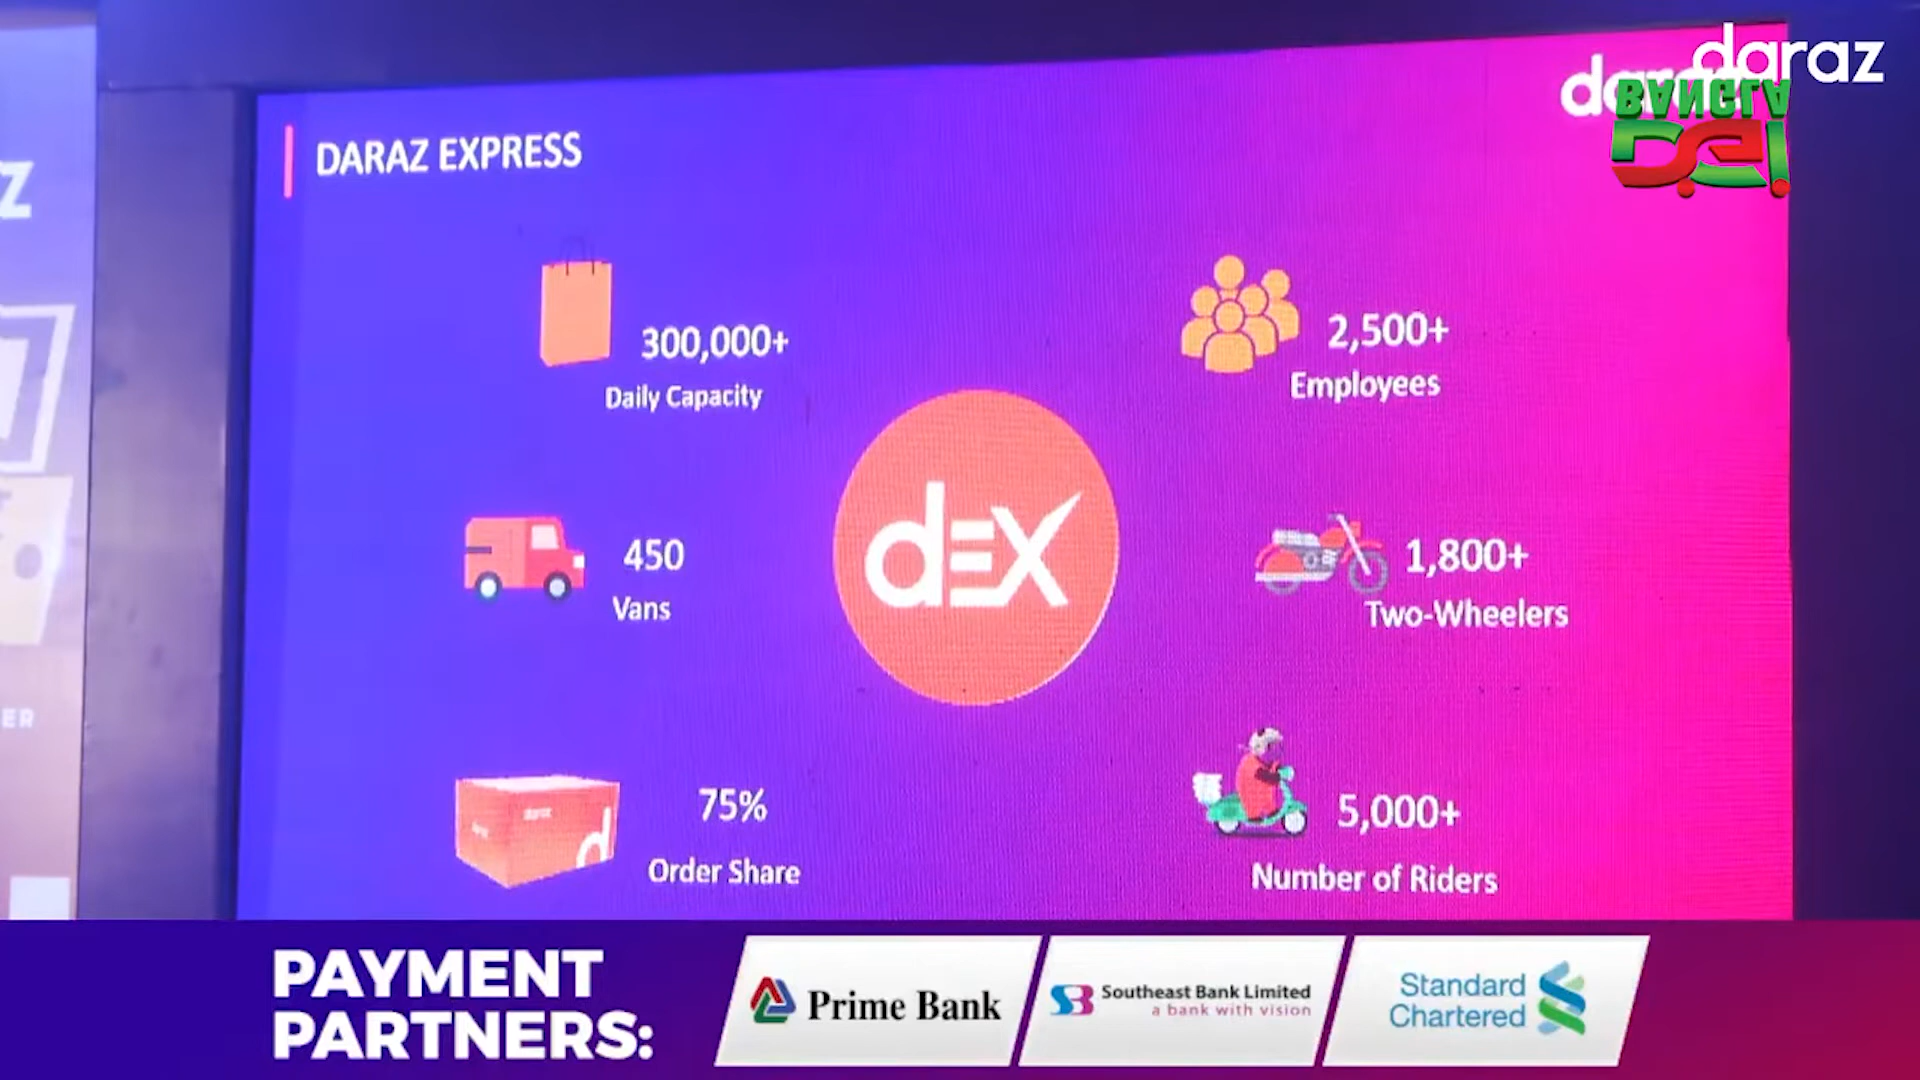 daraz
BANGLA
DARAZ EXPRESS
300,000+
Daily Capacity
2,500+
Employees
dEX
450
Vans
1,800+
Two-Wheelers
75%
Order Share
5,000+
Number of Riders
Z
ER
daraz
PAYMENT
PARTNERS:
Prime Bank
Southeast Bank Limited
a bank with vision
Standard
Chartered